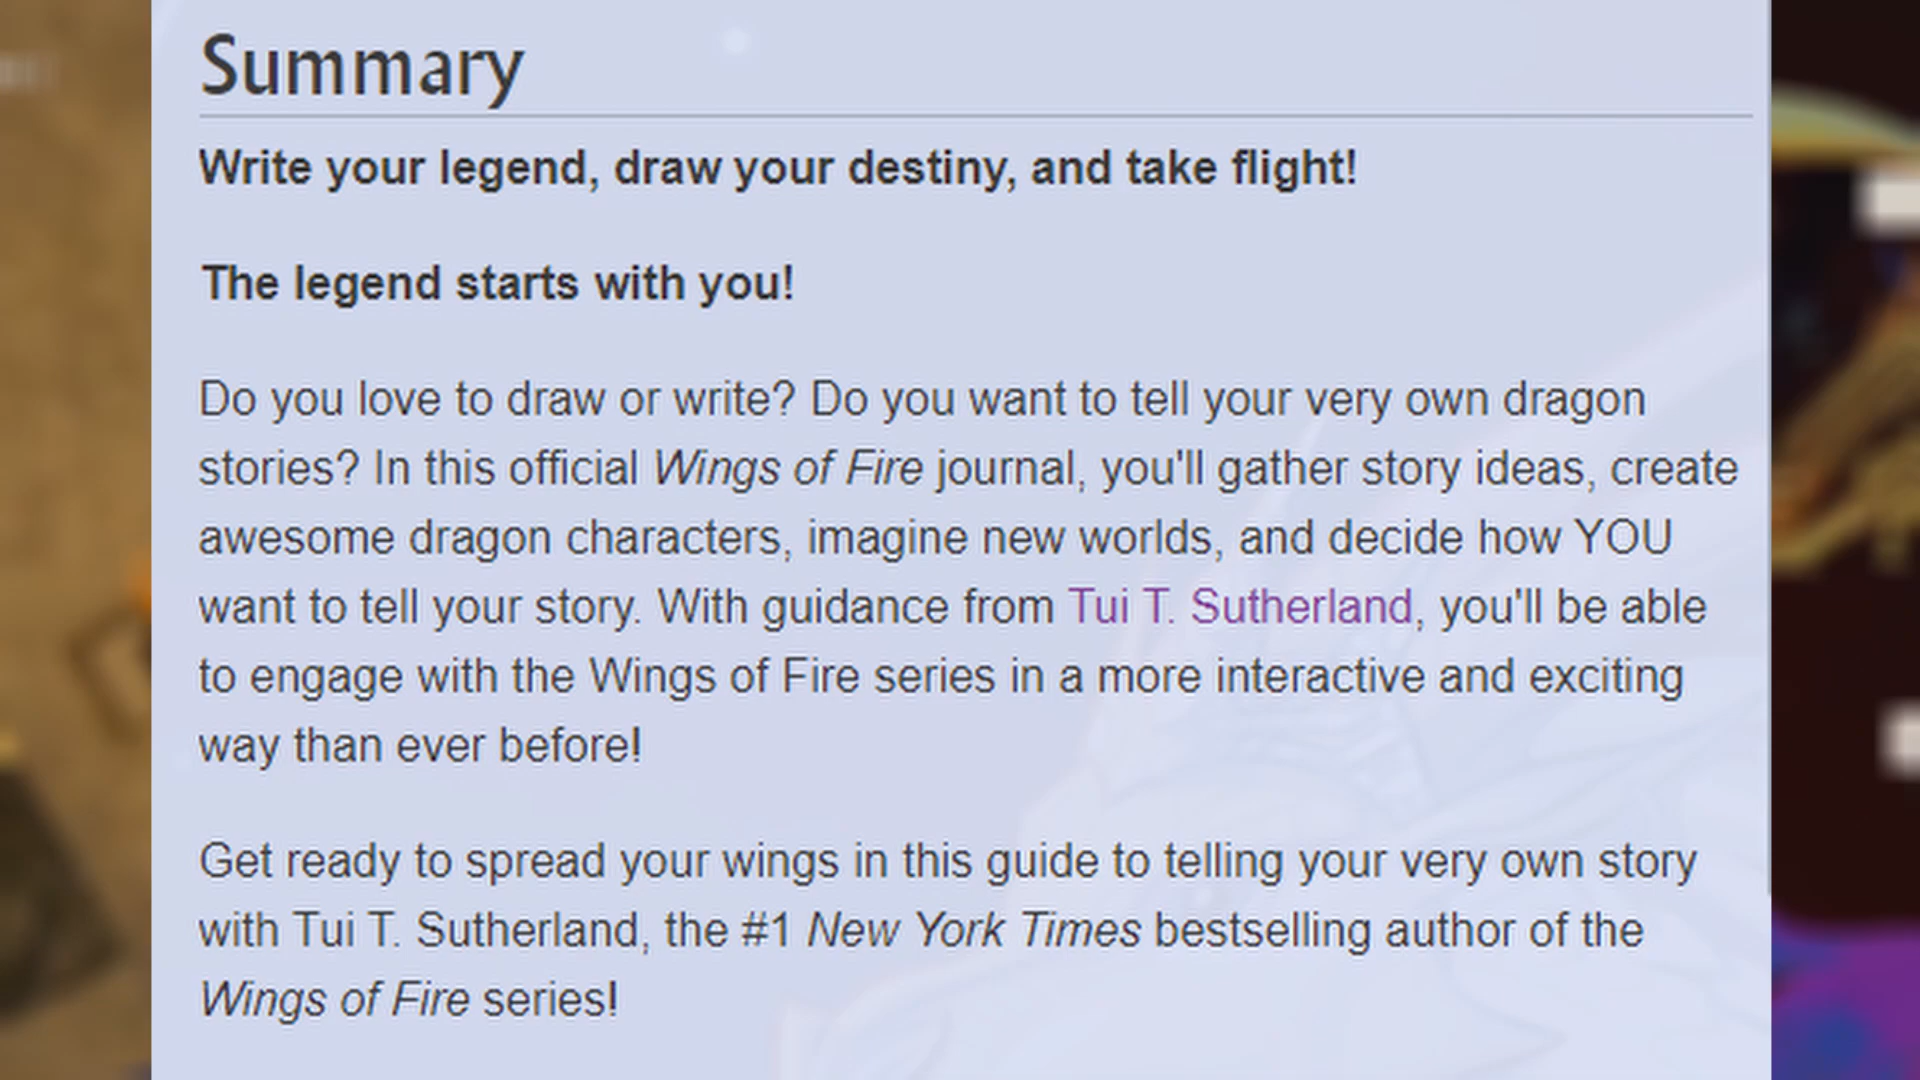 Summary
Write your legend, draw your destiny, and take flight!
The legend starts with you!
Do you love to draw or write? Do you want to tell your very own dragon
stories? In this official Wings of Fire journal, you'll gather story ideas, create
awesome dragon characters, imagine new worlds, and decide how YOU
want to tell your story. With guidance from Tui T. Sutherland, you'll be able
to engage with the Wings of Fire series in a more interactive and exciting
way than ever before!
Get ready to spread your wings in this guide to telling your very own story
with Tui T. Sutherland, the #1 New York Times bestselling author of the
Wings of Fire series!